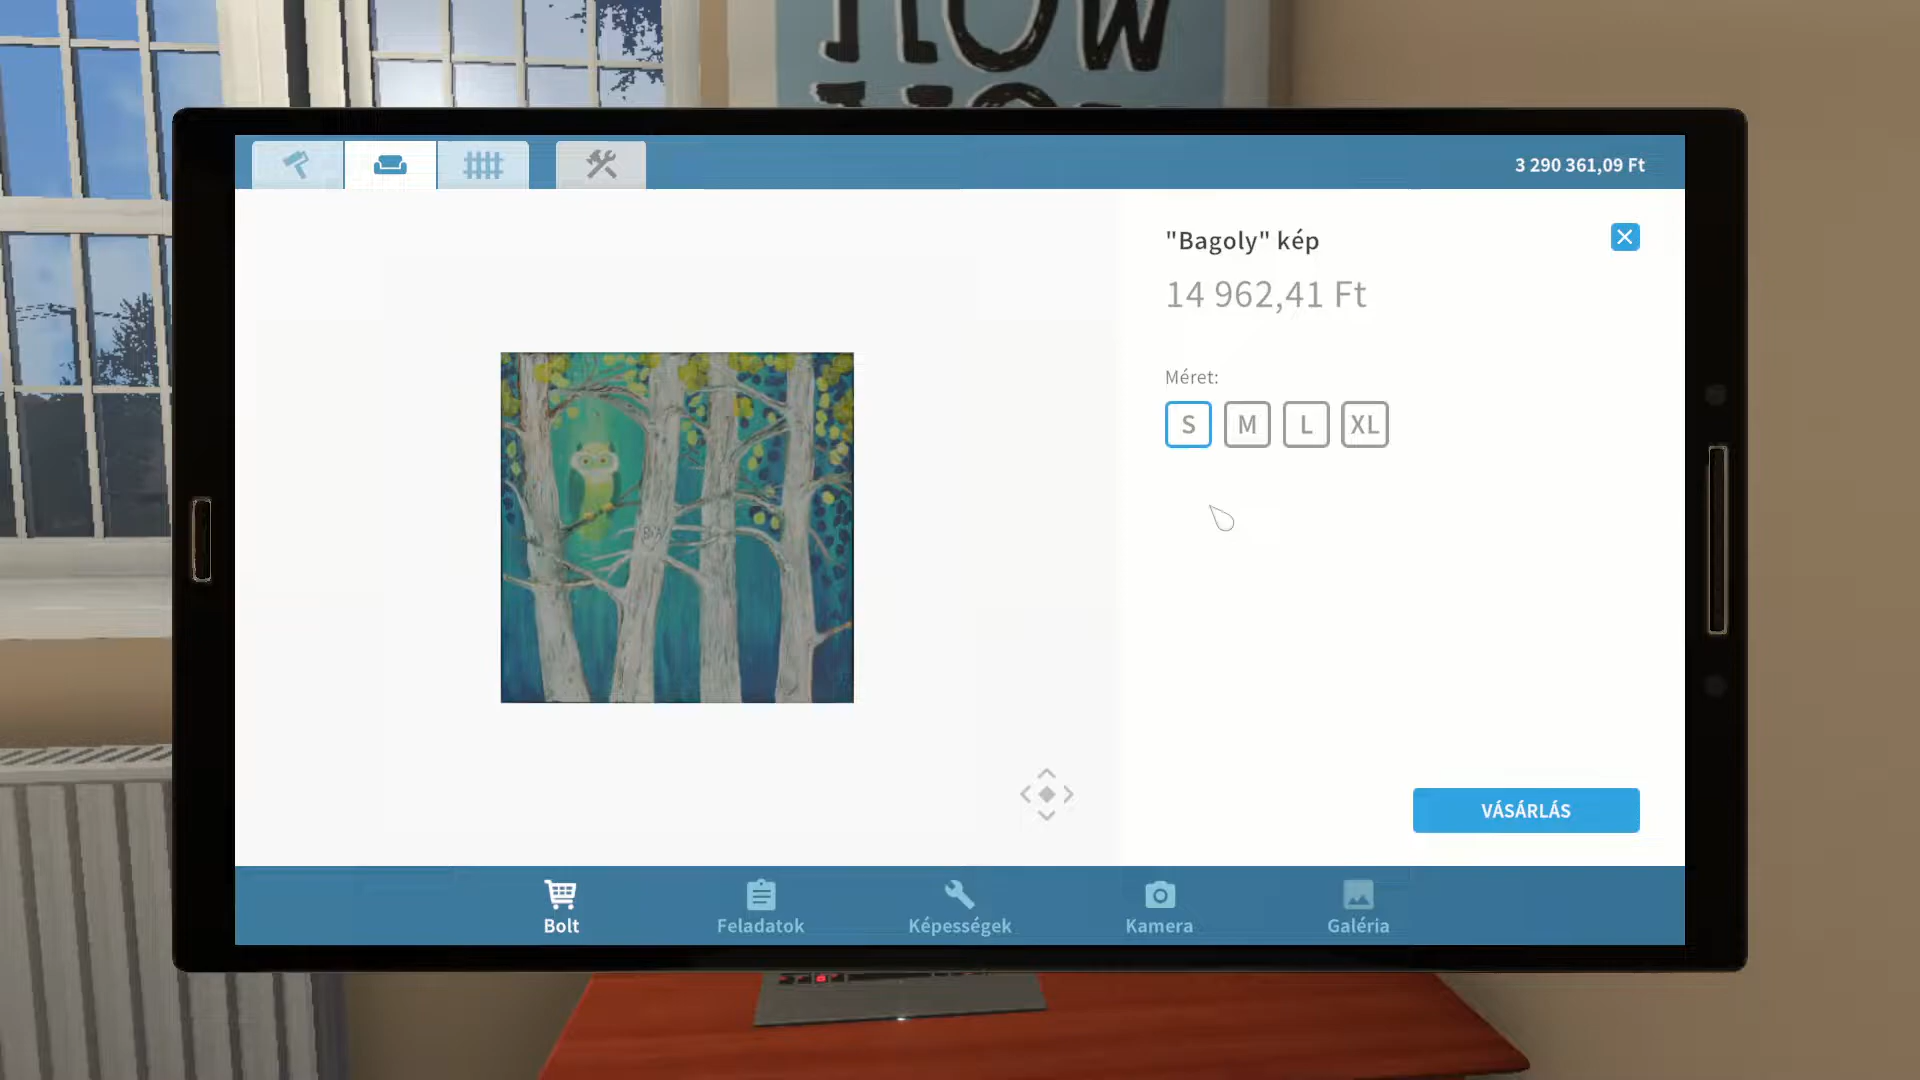 3 290 361,09 Ft
"Bagoly" kép
14 962,41 Ft
Méret:
S M L XL
VÁSÁRLÁS
Bolt Feladatok Képességek Kamera Galéria